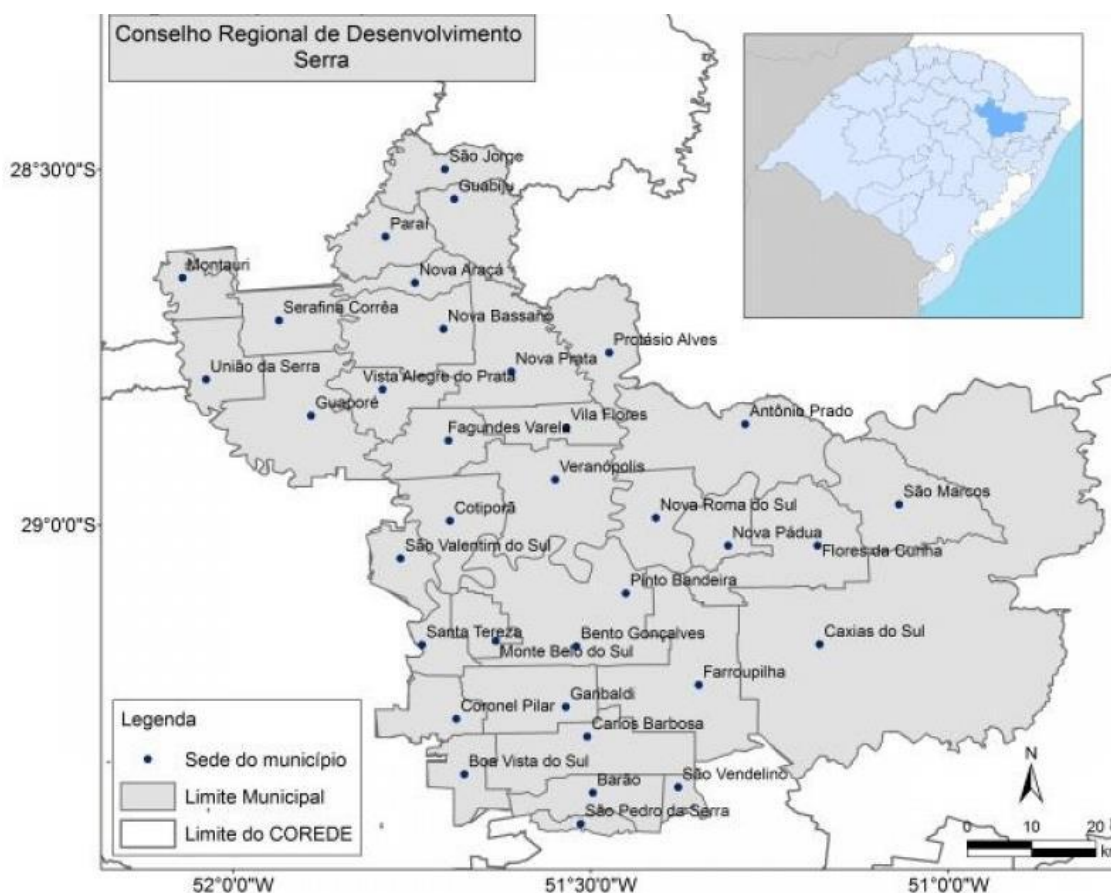 Conselho Regional de Desenvolvimento
Serra
28°30'0"S
São Jorge
Guabiju
Paraí
Montauri
Nova Araçá
Serafina Corrêa
Nova Bassano
Protásio Alves
União da Serra
Vista Alegre do Prata
Nova Prata
Guaporé
Fagundes Varela
Vila Flores
Antônio Prado
Veranópolis
São Marcos
29°0'0"S
Cotiporã
Nova Roma do Sul
Nova Pádua
Flores da Cunha
São Valentim do Sul
Pinto Bandeira
Santa Tereza
Monte Belo do Sul
Bento Gonçalves
Caxias do Sul
Farroupilha
Coronel Pilar
Garibaldi
Carlos Barbosa
Boa Vista do Sul
Barão
São Vendelino
São Pedro da Serra
Legenda
Sede do município
Limite Municipal
Limite do COREDE
N
0 10 20
52°0'0"W
51°30'0"W
51°0'0"W